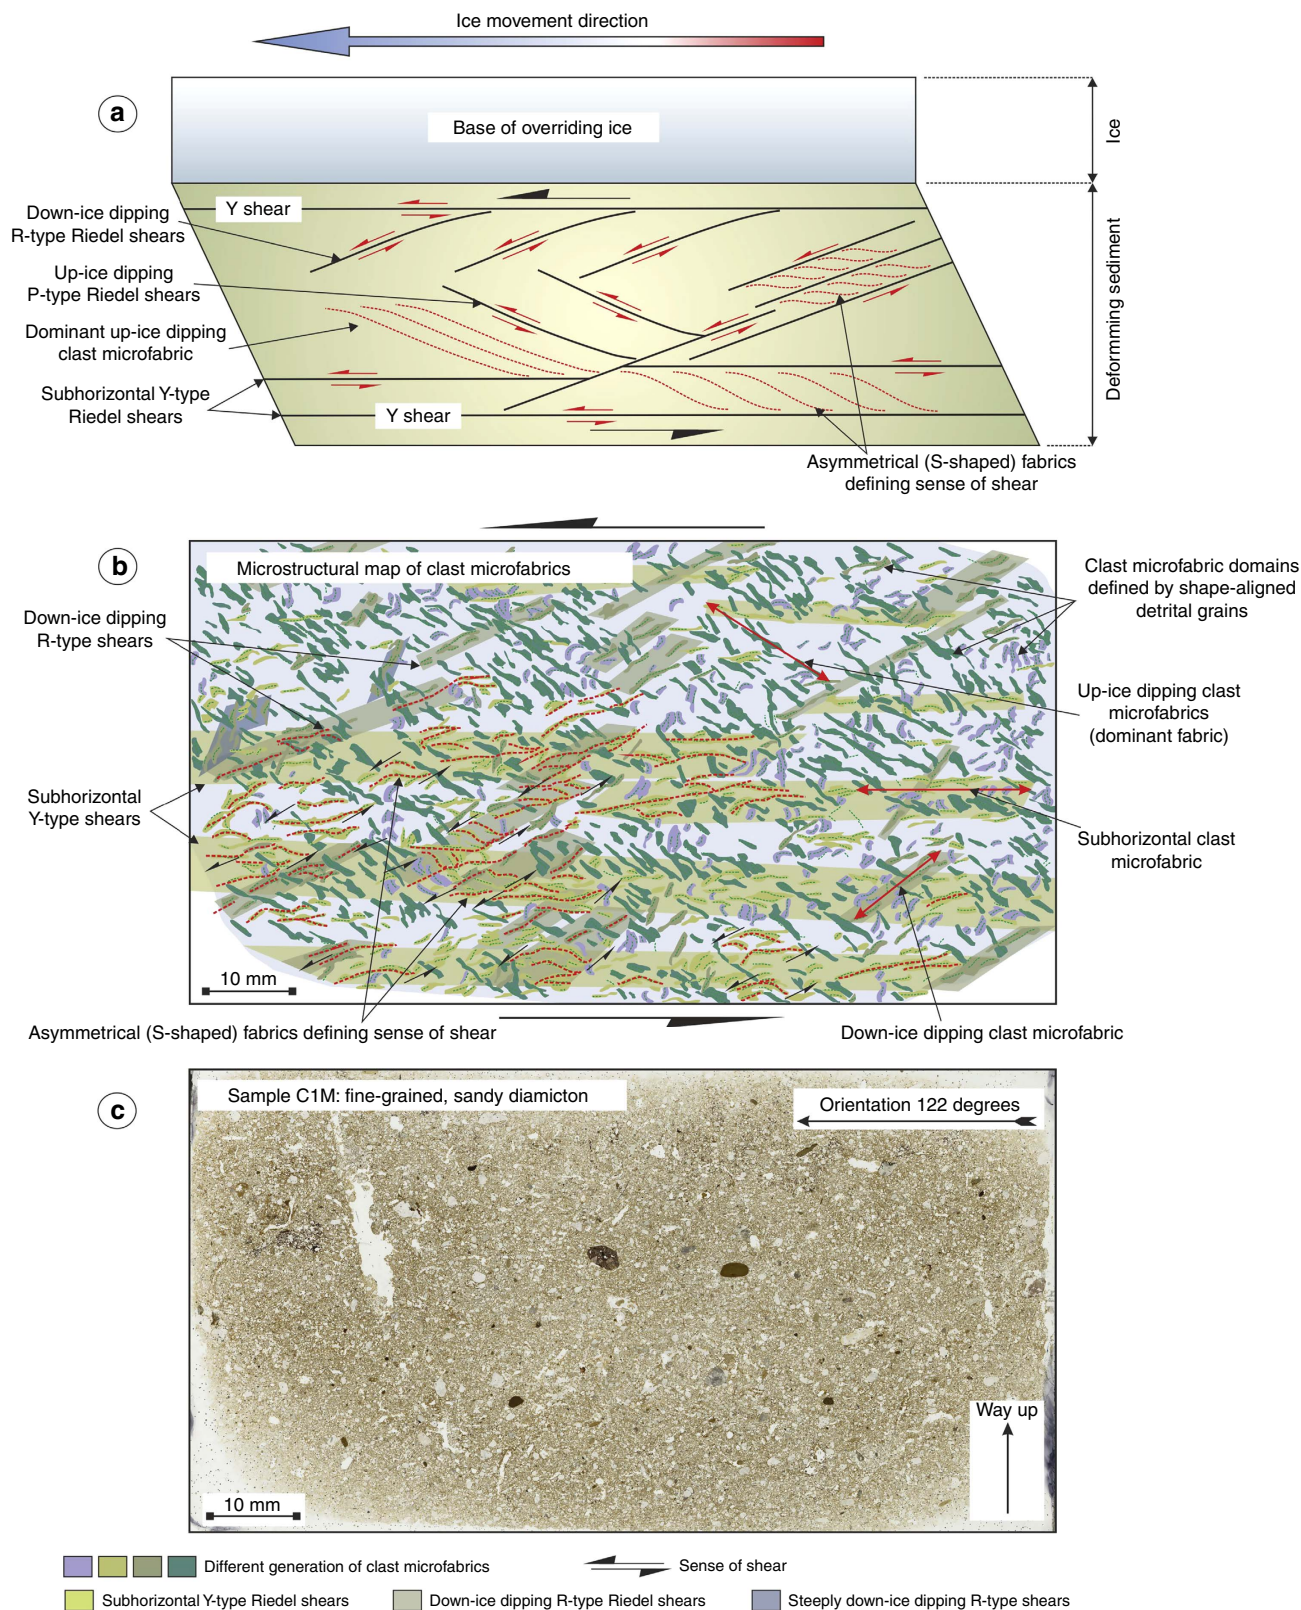 Ice movement direction
a
Base of overriding ice
Ice
Y shear
Down-ice dipping
R-type Riedel shears
Up-ice dipping
P-type Riedel shears
Dominant up-ice dipping
clast microfabric
Subhorizontal Y-type
Riedel shears
Y shear
Deformming sediment
Asymmetrical (S-shaped) fabrics
defining sense of shear
b
Microstructural map of clast microfabrics
Down-ice dipping
R-type shears
Subhorizontal
Y-type shears
Clast microfabric domains
defined by shape-aligned
detrital grains
Up-ice dipping clast
microfabrics
(dominant fabric)
Subhorizontal clast
microfabric
10 mm
Asymmetrical (S-shaped) fabrics defining sense of shear
Down-ice dipping clast microfabric
c
Sample C1M: fine-grained, sandy diamicton
Orientation 122 degrees
Way up
10 mm
Different generation of clast microfabrics
Sense of shear
Subhorizontal Y-type Riedel shears
Down-ice dipping R-type Riedel shears
Steeply down-ice dipping R-type shears